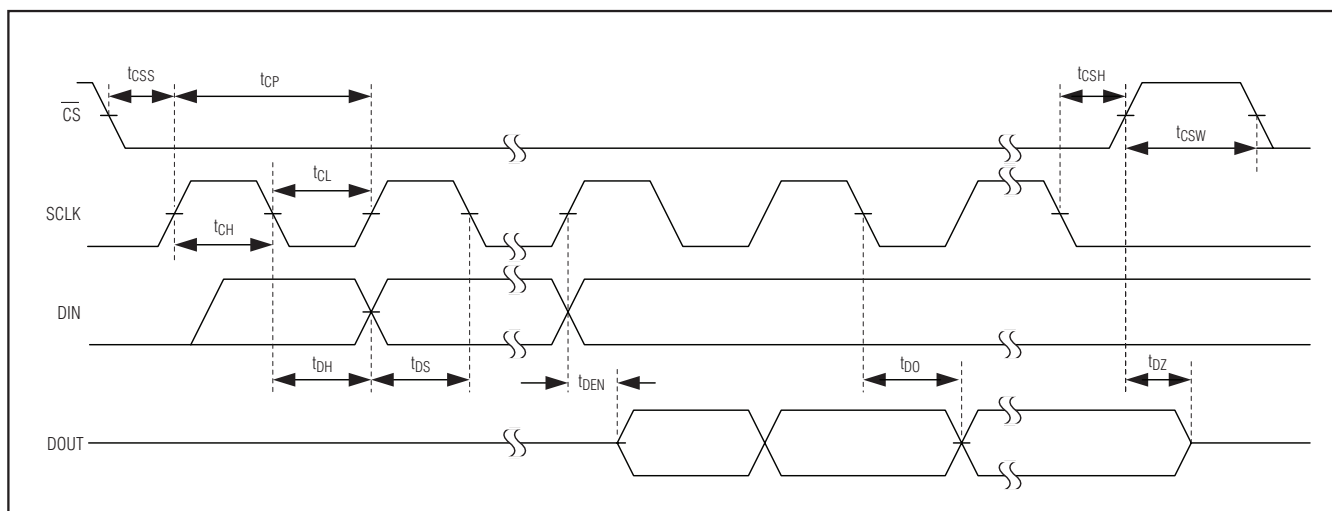 tCSS
tCP
tCSH
CS
tCSW
tCL
SCLK
tCH
DIN
tDH
tDS
tDEN
tDO
tDZ
DOUT